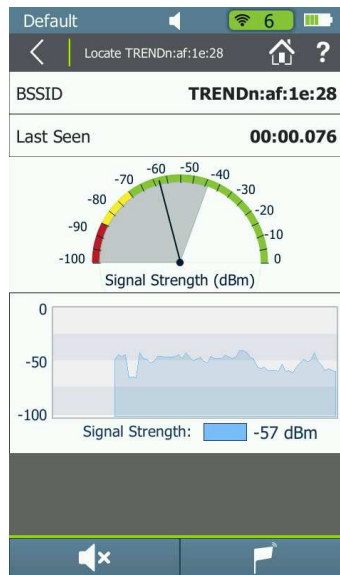 Default 6
Locate TRENDn:af:1e:28 ?
BSSID TRENDn:af:1e:28
Last Seen 00:00.076
-100 -90 -80 -70 -60 -50 -40 -30 -20 -10 0
Signal Strength (dBm)
0
-50
-100
Signal Strength: -57 dBm